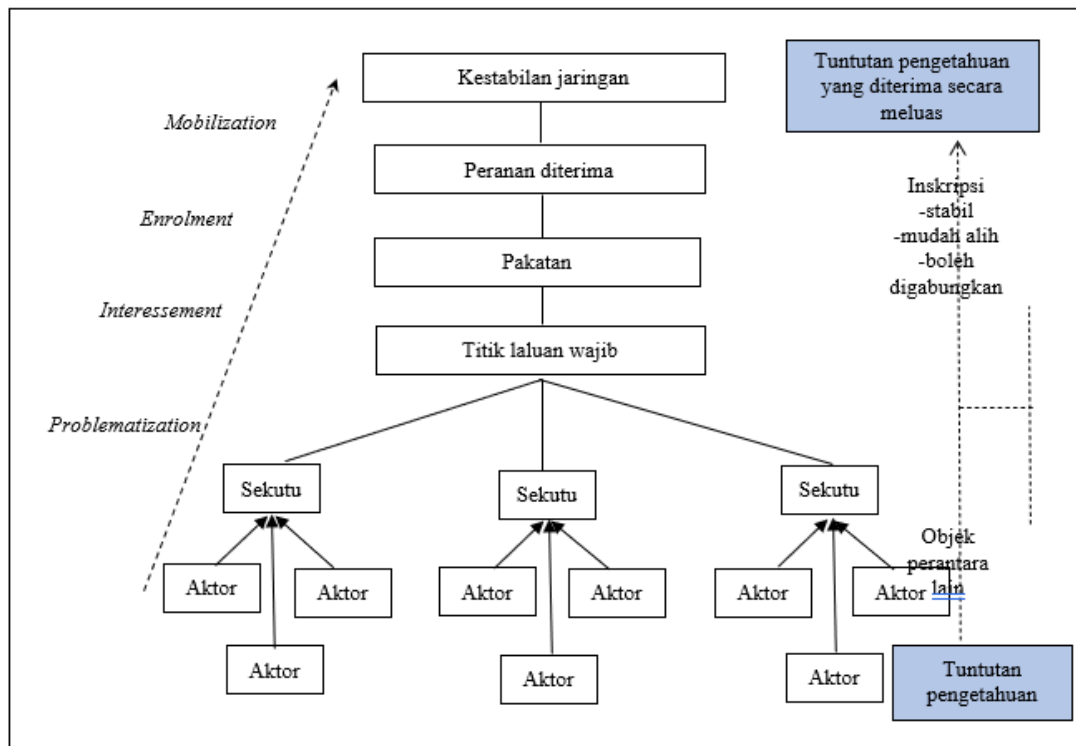 Kestabilan jaringan
Tuntutan pengetahuan
yang diterima secara
meluas
Mobilization
Peranan diterima
Inskripsi
-stabil
-mudah alih
-boleh
digabungkan
Enrolment
Pakatan
Interessement
Titik laluan wajib
Problematization
Sekutu
Sekutu
Sekutu
Objek
perantara
lain
Aktor
Aktor
Aktor
Aktor
Aktor
Aktor
Aktor
Aktor
Aktor
Tuntutan
pengetahuan